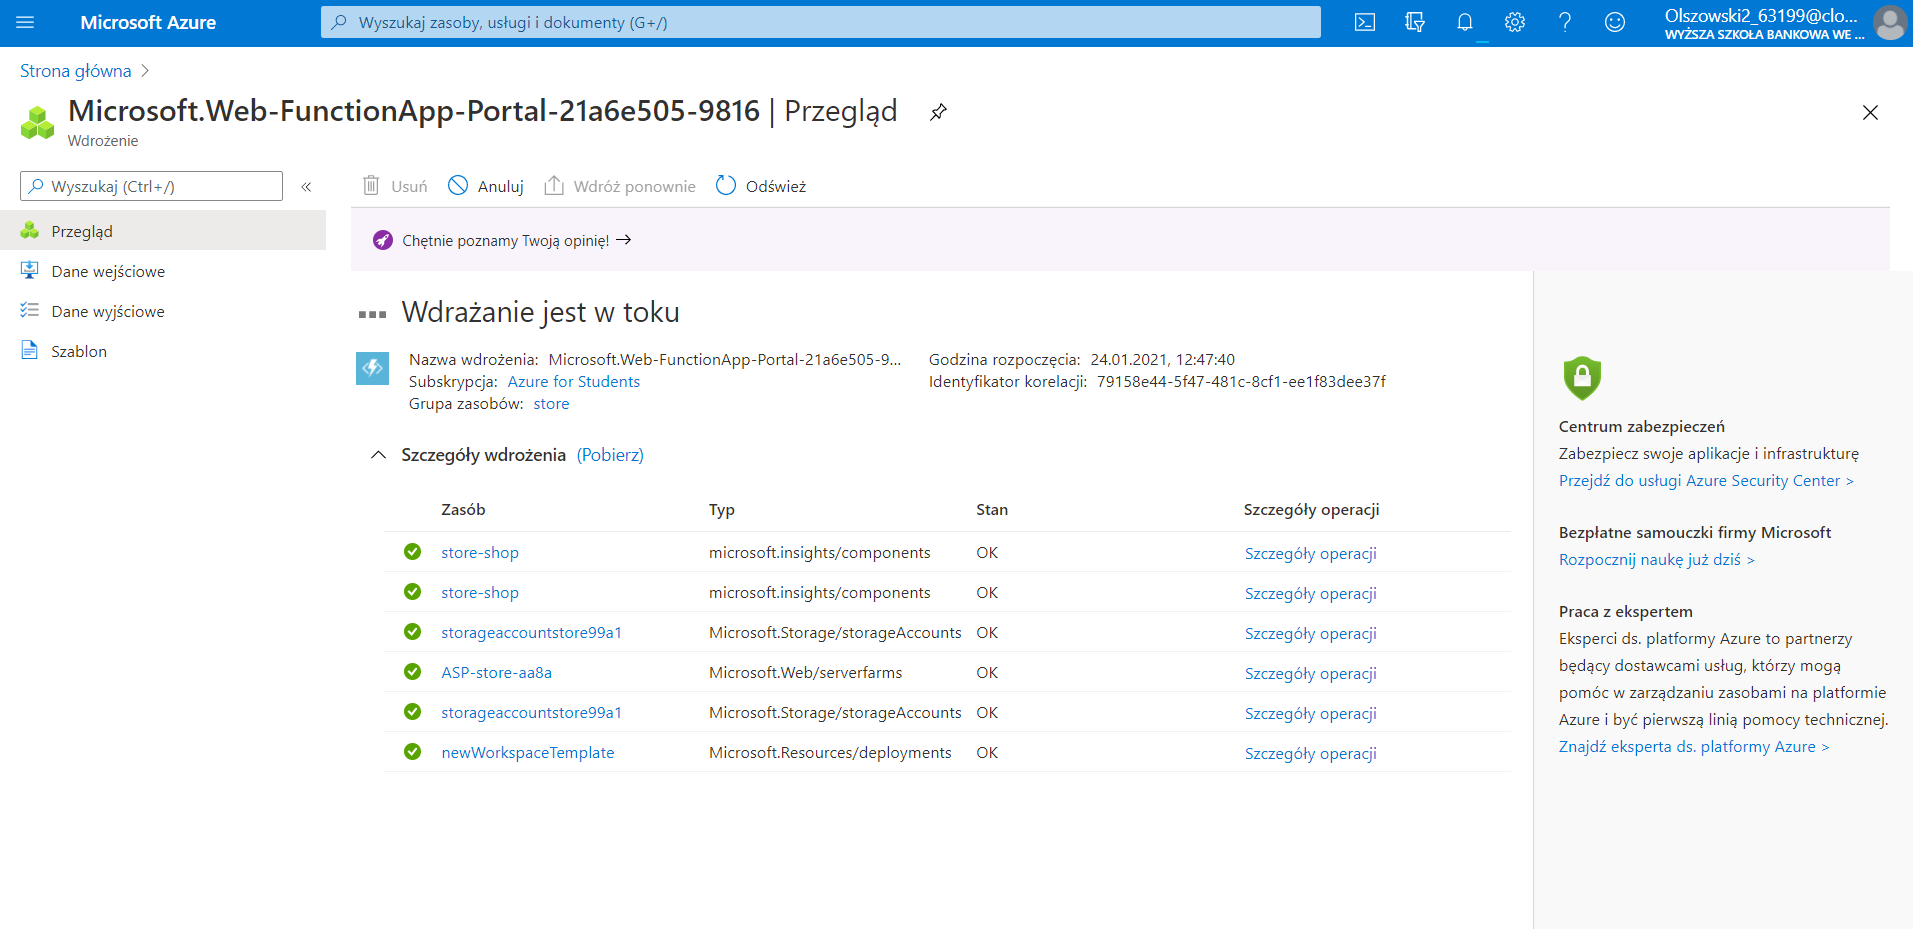 Microsoft Azure
Wyszukaj zasoby, usługi i dokumenty (G+/)
Olszowski2_63199@clo...
WYŻSZA SZKOŁA BANKOWA WE ...
Strona główna
Microsoft.Web-FunctionApp-Portal-21a6e505-9816 | Przegląd
Wdrożenie
Wyszukaj (Ctrl+/)
«
Przegląd
Dane wejściowe
Dane wyjściowe
Szablon
Usuń Anuluj Wdróż ponownie Odśwież
Chętnie poznamy Twoją opinię! →
Wdrażanie jest w toku
Nazwa wdrożenia: Microsoft.Web-FunctionApp-Portal-21a6e505-9...
Subskrypcja: Azure for Students
Grupa zasobów: store
Godzina rozpoczęcia: 24.01.2021, 12:47:40
Identyfikator korelacji: 79158e44-5f47-481c-8cf1-ee1f83dee37f
Szczegóły wdrożenia (Pobierz)
Zasób Typ Stan Szczegóły operacji
store-shop microsoft.insights/components OK Szczegóły operacji
store-shop microsoft.insights/components OK Szczegóły operacji
storageaccountstore99a1 Microsoft.Storage/storageAccounts OK Szczegóły operacji
ASP-store-aa8a Microsoft.Web/serverfarms OK Szczegóły operacji
storageaccountstore99a1 Microsoft.Storage/storageAccounts OK Szczegóły operacji
newWorkspaceTemplate Microsoft.Resources/deployments OK Szczegóły operacji
Centrum zabezpieczeń
Zabezpiecz swoje aplikacje i infrastrukturę
Przejdź do usługi Azure Security Center >
Bezpłatne samouczki firmy Microsoft
Rozpocznij naukę już dziś >
Praca z ekspertem
Eksperci ds. platformy Azure to partnerzy
będący dostawcami usług, którzy mogą
pomóc w zarządzaniu zasobami na platformie
Azure i być pierwszą linią pomocy technicznej.
Znajdź eksperta ds. platformy Azure >